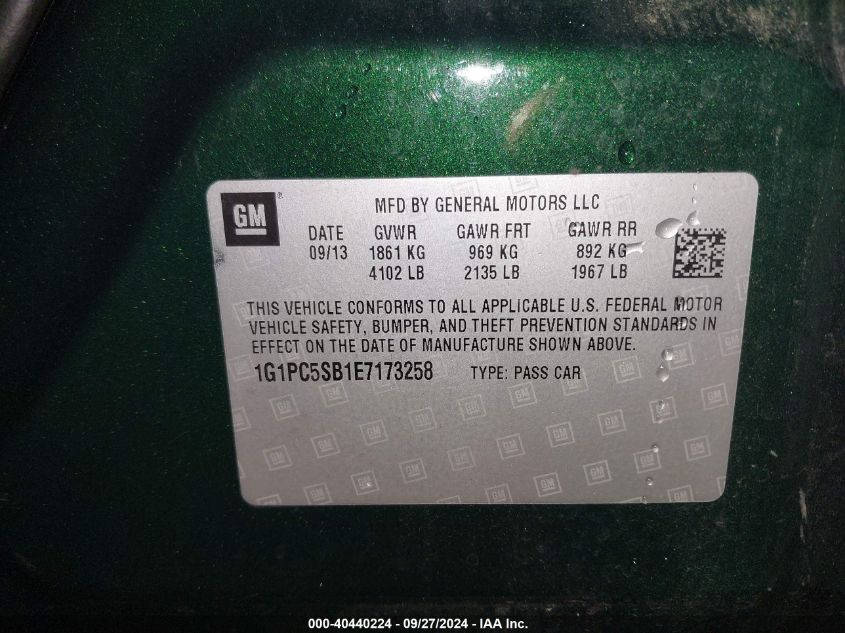 GM ®
MFD BY GENERAL MOTORS LLC
DATE GVWR GAWR FRT GAWR RR
09/13 1861 KG 969 KG 892 KG
4102 LB 2135 LB 1967 LB
THIS VEHICLE CONFORMS TO ALL APPLICABLE U.S. FEDERAL MOTOR
VEHICLE SAFETY, BUMPER, AND THEFT PREVENTION STANDARDS IN
EFFECT ON THE DATE OF MANUFACTURE SHOWN ABOVE.
1G1PC5SB1E7173258 TYPE: PASS CAR
000-40440224 - 09/27/2024 - IAA Inc.